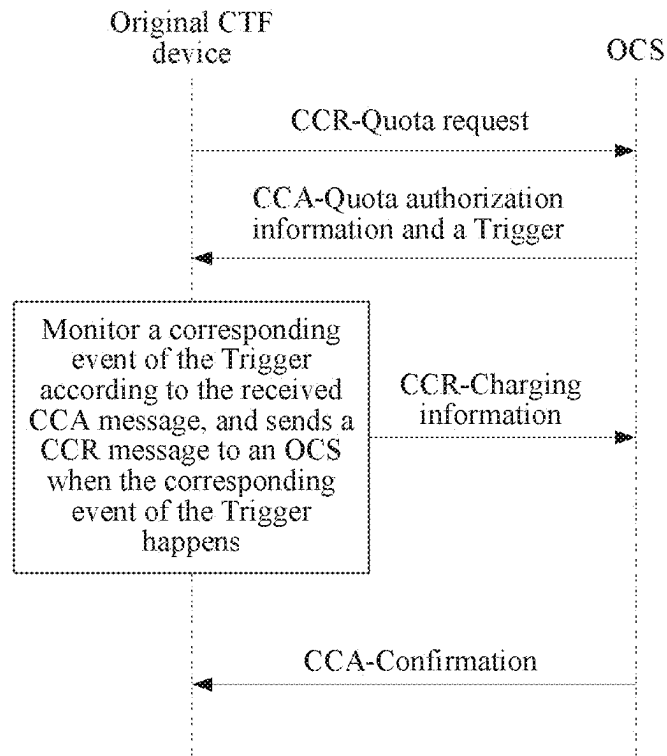 Original CTF
device
OCS
CCR-Quota request
CCA-Quota authorization
information and a Trigger
Monitor a corresponding
event of the Trigger
according to the received
CCA message, and sends a
CCR message to an OCS
when the corresponding
event of the Trigger
happens
CCR-Charging
information
CCA-Confirmation